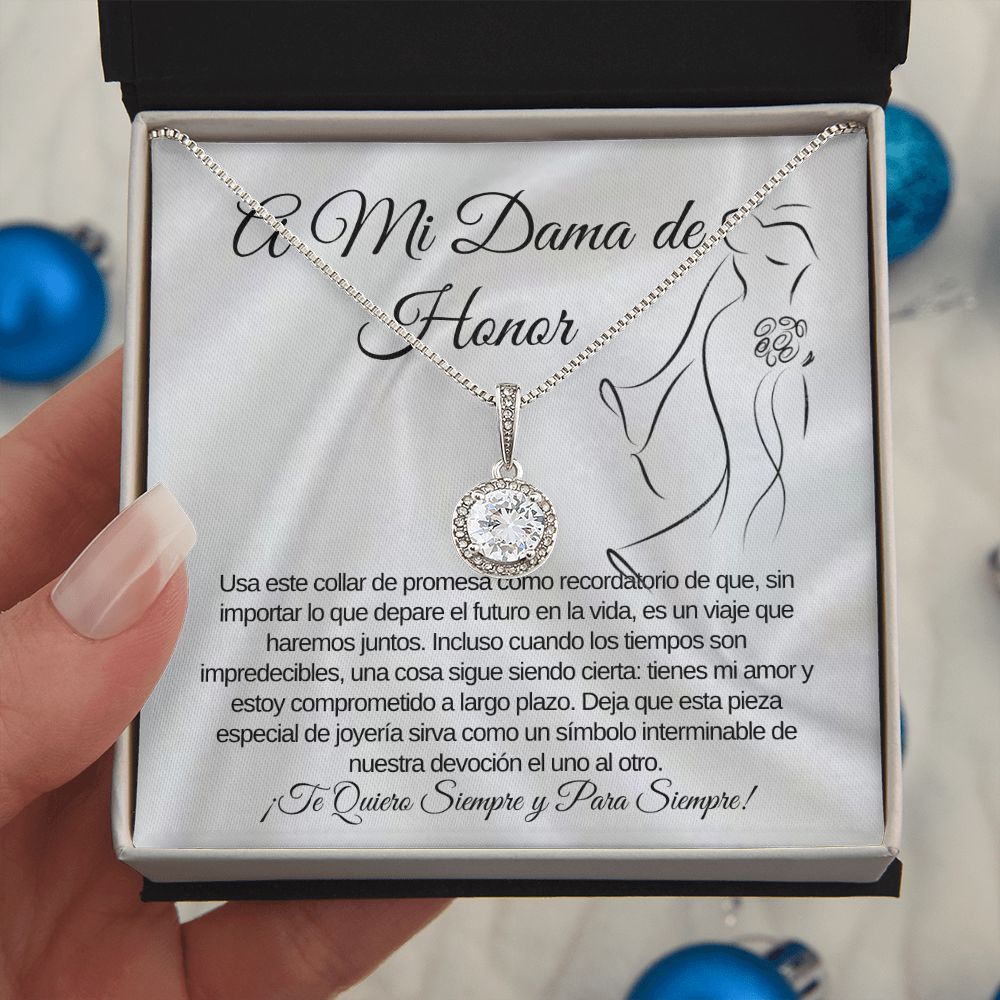 A Mi Dama de
Honor
Usa este collar de promesa como recordatorio de que, sin
importar lo que depare el futuro en la vida, es un viaje que
haremos juntos. Incluso cuando los tiempos son
impredecibles, una cosa sigue siendo cierta: tienes mi amor y
estoy comprometido a largo plazo. Deja que esta pieza
especial de joyería sirva como un símbolo interminable de
nuestra devoción el uno al otro.
¡Te Quiero Siempre y Para Siempre!